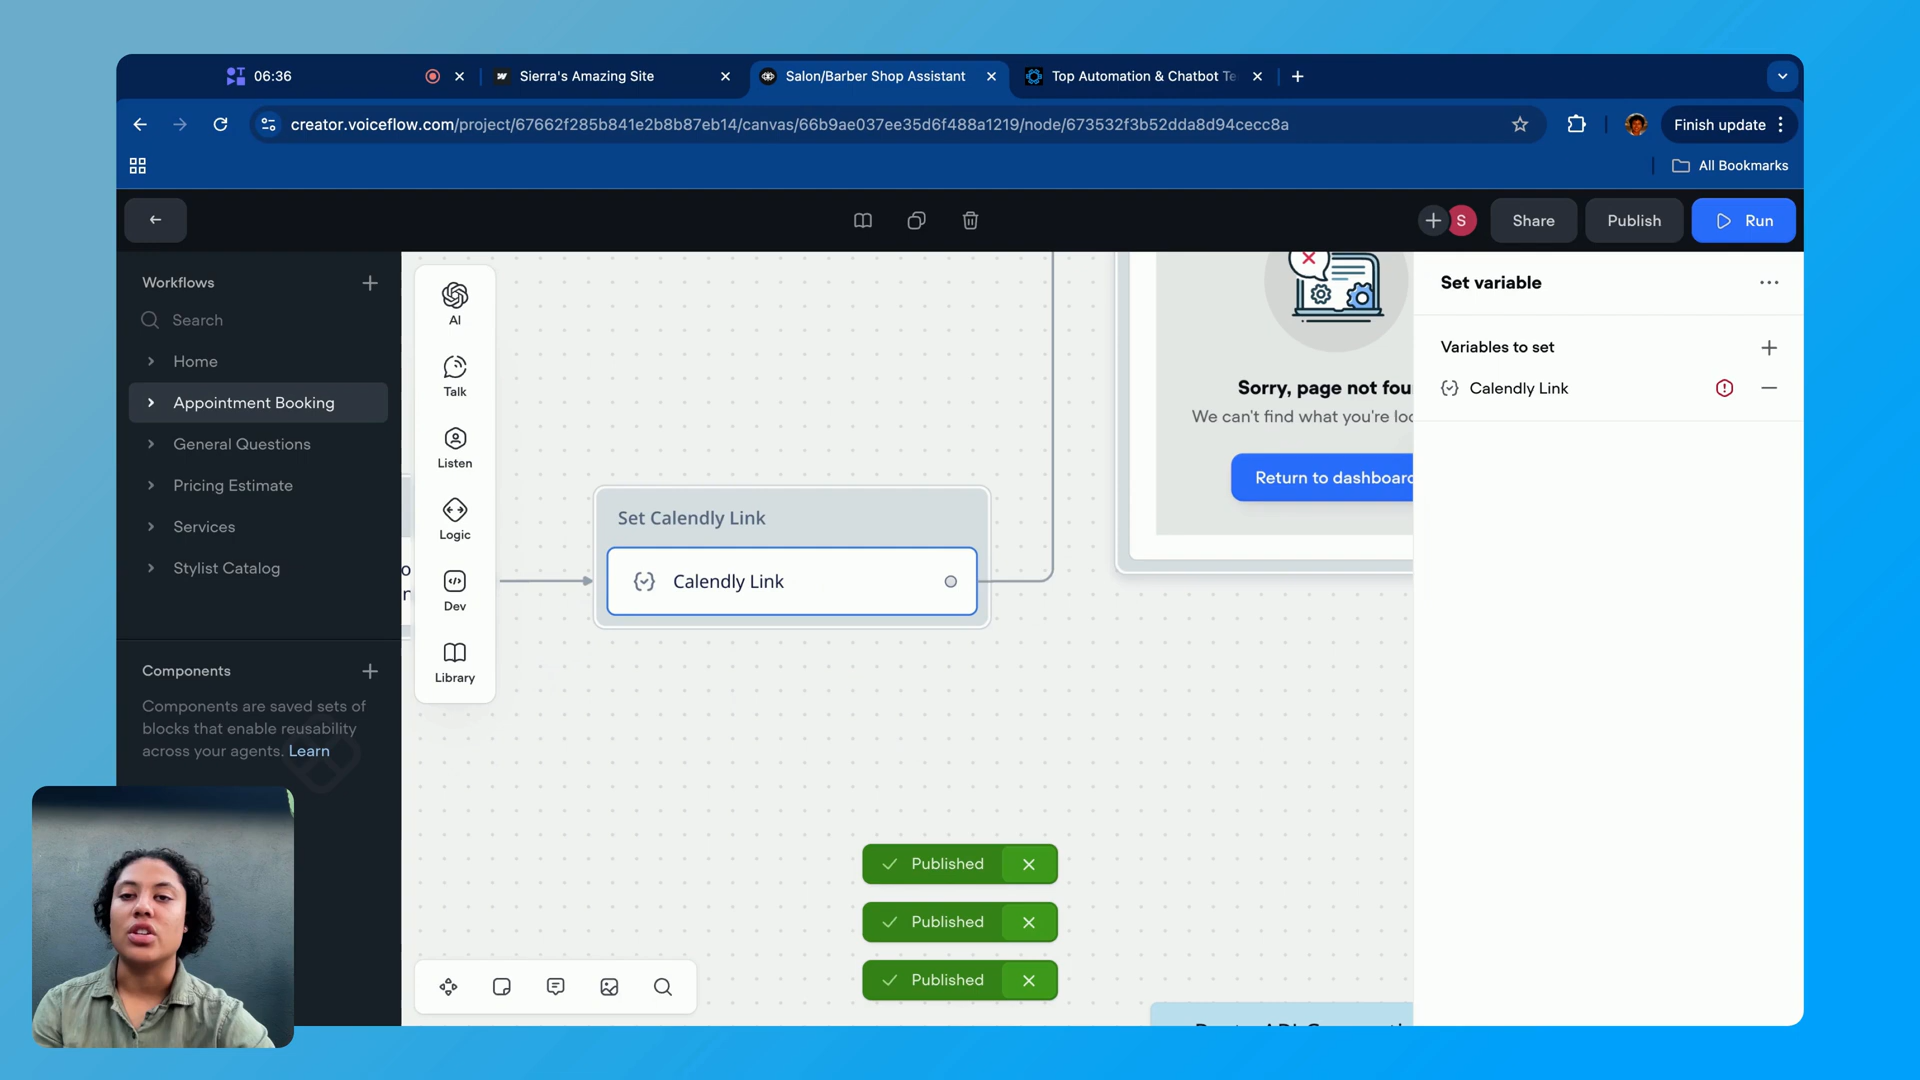 06:36
Sierra's Amazing Site
Salon/Barber Shop Assistant
Top Automation & Chatbot Te
creator.voiceflow.com/project/67662f285b841e2b8b87eb14/canvas/66b9ae037ee35d6f488a1219/node/673532f3b52dda8d94cecc8a
Finish update
All Bookmarks
S
Share
Publish
Run
Workflows
Search
Home
Appointment Booking
General Questions
Pricing Estimate
Services
Stylist Catalog
Components
Components are saved sets of
blocks that enable reusability
across your agents. Learn
AI
Talk
Listen
Logic
Dev
Library
Set Calendly Link
Calendly Link
Sorry, page not fou
We can't find what you're loo
Return to dashboard
Published
Published
Published
Set variable
Variables to set
Calendly Link